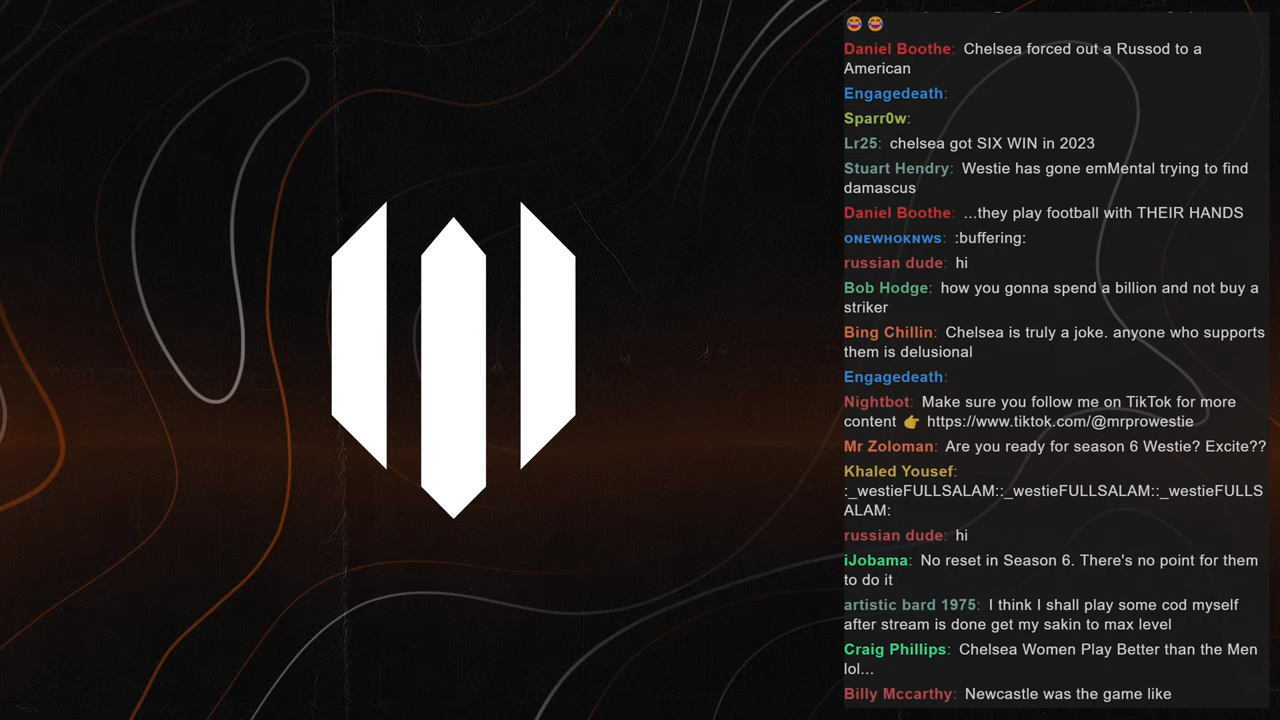 😂 😂
Daniel Boothe: Chelsea forced out a Russod to a
American
Engagedeath:
Sparr0w:
Lr25: chelsea got SIX WIN in 2023
Stuart Hendry: Westie has gone emMental trying to find
damascus
Daniel Boothe: ...they play football with THEIR HANDS
ᴏɴᴇᴡʜᴏᴋɴᴡs: :buffering:
russian dude: hi
Bob Hodge: how you gonna spend a billion and not buy a
striker
Bing Chillin: Chelsea is truly a joke. anyone who supports
them is delusional
Engagedeath:
Nightbot: Make sure you follow me on TikTok for more
content 👉 https://www.tiktok.com/@mrprowestie
Mr Zoloman: Are you ready for season 6 Westie? Excite??
Khaled Yousef:
:_westieFULLSALAM::_westieFULLSALAM::_westieFULLS
ALAM:
russian dude: hi
iJobama: No reset in Season 6. There's no point for them
to do it
artistic bard 1975: I think I shall play some cod myself
after stream is done get my sakin to max level
Craig Phillips: Chelsea Women Play Better than the Men
lol...
Billy Mccarthy: Newcastle was the game like